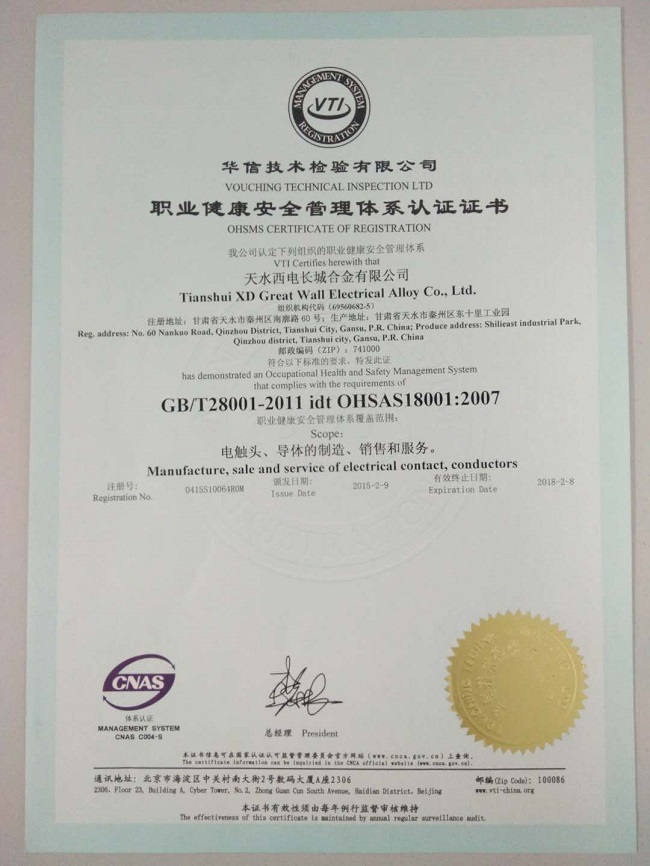 MANAGEMENT SYSTEM
VTI
REGISTRATION
华信技术检验有限公司
VOUCHING TECHNICAL INSPECTION LTD
职业健康安全管理体系认证证书
OHSMS CERTIFICATE OF REGISTRATION
我公司认定下列组织的职业健康安全管理体系
VTI Certifies herewith that
天水西电长城合金有限公司
Tianshui XD Great Wall Electrical Alloy Co., Ltd.
组织机构代码（69560682-5）
注册地址：甘肃省天水市秦州区南廓路 60 号；生产地址：甘肃省天水市秦州区东十里工业园
Reg. address: No. 60 Nankuo Road, Qinzhou District, Tianshui City, Gansu, P.R. China; Produce address: Shilieast industrial Park,
Qinzhou district, Tianshui city, Gansu, P.R. China
邮政编码（ZIP）：741000
符合以下标准的要求，特发此证
has demonstrated an Occupational Health and Safety Management System
that complies with the requirements of
GB/T28001-2011 idt OHSAS18001:2007
职业健康安全管理体系覆盖范围：
Scope:
电触头、导体的制造、销售和服务。
Manufacture, sale and service of electrical contact, conductors
注册号： 0415S10064R0M 颁发日期： 2015-2-9 有效终止日期： 2018-2-8
Registration No. Issue Date Expiration Date
CNAS
体系认证
MANAGEMENT SYSTEM
CNAS C004-S
总经理 President
本证书信息可在国家认证认可监督管理委员会官方网站（www.cnca.gov.cn）上查询。
The certificate information can be inquiried in the CNCA official website (www.cnca.gov.cn).
通讯地址：北京市海淀区中关村南大街2号数码大厦A座2306 邮编(Zip Code): 100086
2306. Floor 23, Building A, Cyber Tower, No.2, Zhong Guan Cun South Avenue, Haidian District, Beijing www.vti-china.org
本证书有效性须由每年例行监督审核维持
The effectiveness of this certificate is maintained by annual regular surveillance audit.